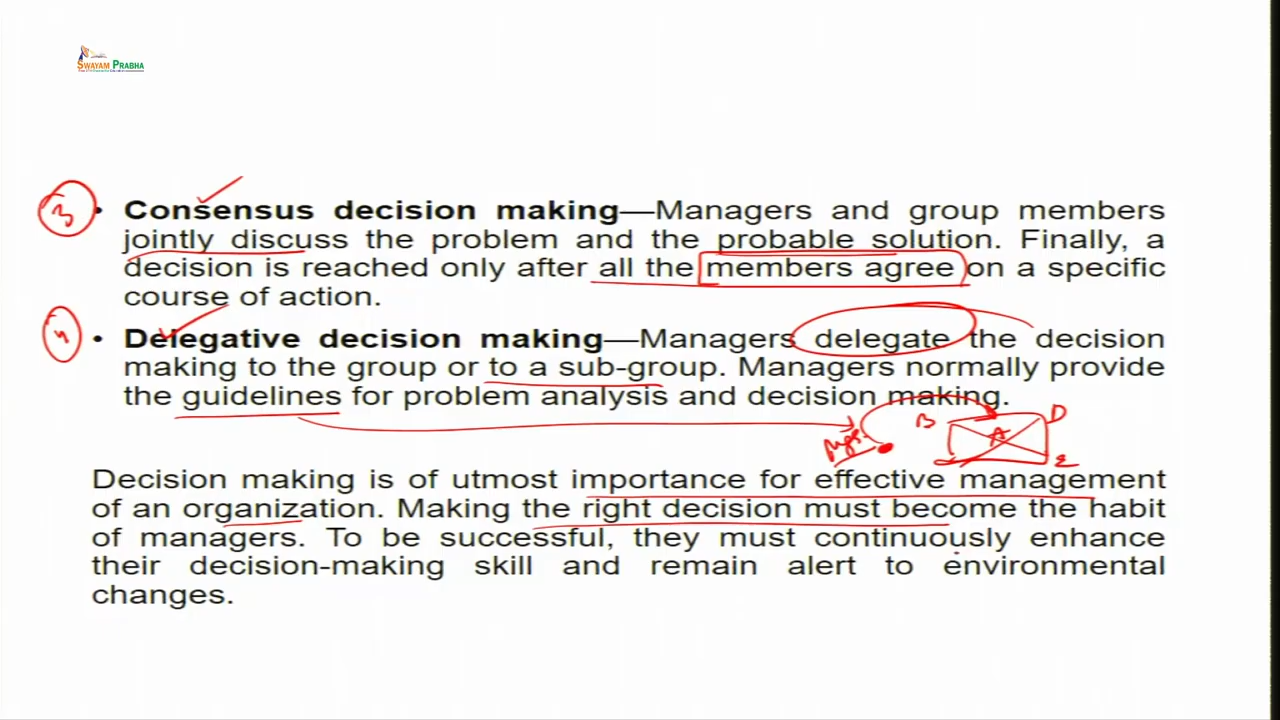 SWAYAM PRABHA
3
• Consensus decision making—Managers and group members
jointly discuss the problem and the probable solution. Finally, a
decision is reached only after all the members agree on a specific
course of action.
4
• Delegative decision making—Managers delegate the decision
making to the group or to a sub-group. Managers normally provide
the guidelines for problem analysis and decision making.
B
D
A
Mgr.
E
Decision making is of utmost importance for effective management
of an organization. Making the right decision must become the habit
of managers. To be successful, they must continuously enhance
their decision-making skill and remain alert to environmental
changes.